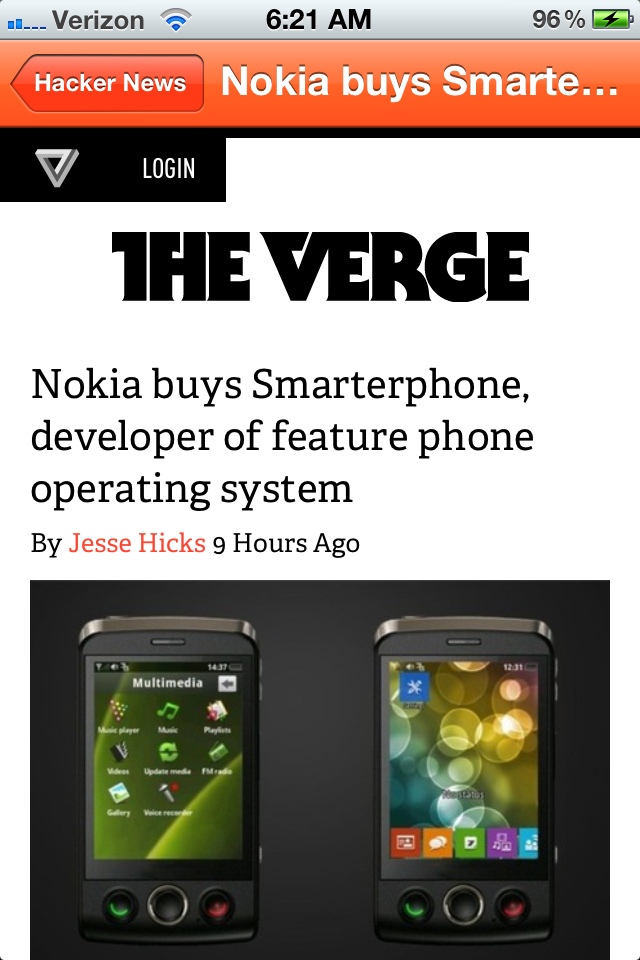 Verizon 6:21 AM 96%
Hacker News Nokia buys Smarte...
LOGIN
THE VERGE
Nokia buys Smarterphone,
developer of feature phone
operating system
By Jesse Hicks 9 Hours Ago
14:37
Multimedia
Music player Music Playlists
Videos Update media FM radio
Gallery Voice recorder
12:31
No status